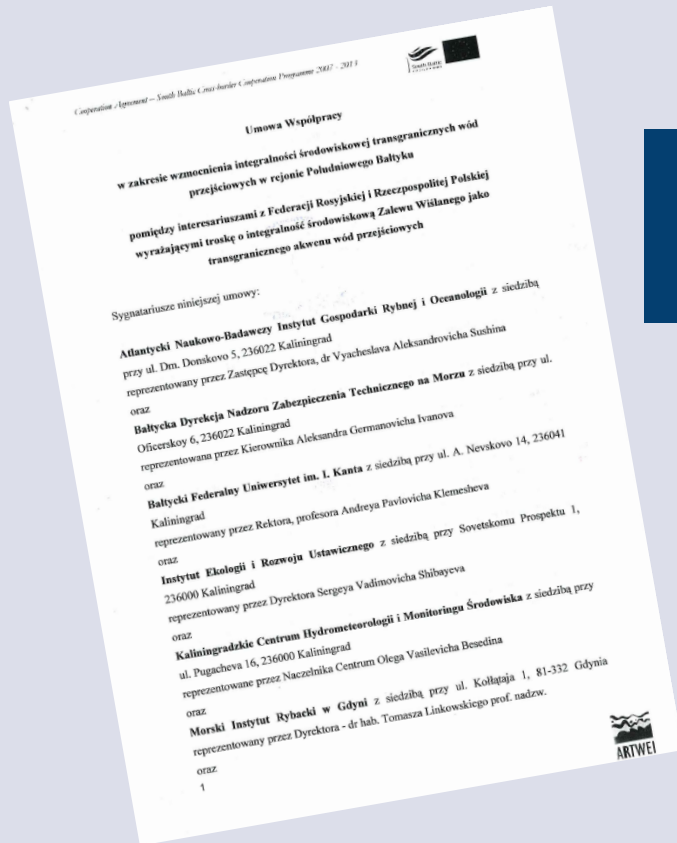 Cooperation Agreement – South Baltic Cross-border Cooperation Programme 2007 - 2013
South Baltic
PROGRAMME
Umowa Współpracy
w zakresie wzmocnienia integralności środowiskowej transgranicznych wód
przejściowych w rejonie Południowego Bałtyku
pomiędzy interesariuszami z Federacji Rosyjskiej i Rzeczpospolitej Polskiej
wyrażającymi troskę o integralność środowiskową Zalewu Wiślanego jako
transgranicznego akwenu wód przejściowych
Sygnatariusze niniejszej umowy:
Atlantycki Naukowo-Badawczy Instytut Gospodarki Rybnej i Oceanologii z siedzibą
przy ul. Dm. Donskovo 5, 236022 Kaliningrad
reprezentowany przez Zastępcę Dyrektora, dr Vyacheslava Aleksandrovicha Sushina
oraz
Bałtycka Dyrekcja Nadzoru Zabezpieczenia Technicznego na Morzu z siedzibą przy ul.
Oficerskoy 6, 236022 Kaliningrad
reprezentowana przez Kierownika Aleksandra Germanovicha Ivanova
oraz
Bałtycki Federalny Uniwersytet im. I. Kanta z siedzibą przy ul. A. Nevskovo 14, 236041
Kaliningrad
reprezentowany przez Rektora, profesora Andreya Pavlovicha Klemesheva
oraz
Instytut Ekologii i Rozwoju Ustawicznego z siedzibą przy Sovetskomu Prospektu 1,
236000 Kaliningrad
reprezentowany przez Dyrektora Sergeya Vadimovicha Shibayeva
oraz
Kaliningradzkie Centrum Hydrometeorologii i Monitoringu Środowiska z siedzibą przy
ul. Pugacheva 16, 236000 Kaliningrad
reprezentowane przez Naczelnika Centrum Olega Vasilevicha Besedina
oraz
Morski Instytut Rybacki w Gdyni z siedzibą przy ul. Kołłątaja 1, 81-332 Gdynia
reprezentowany przez Dyrektora - dr hab. Tomasza Linkowskiego prof. nadzw.
oraz
1
ARTWEI